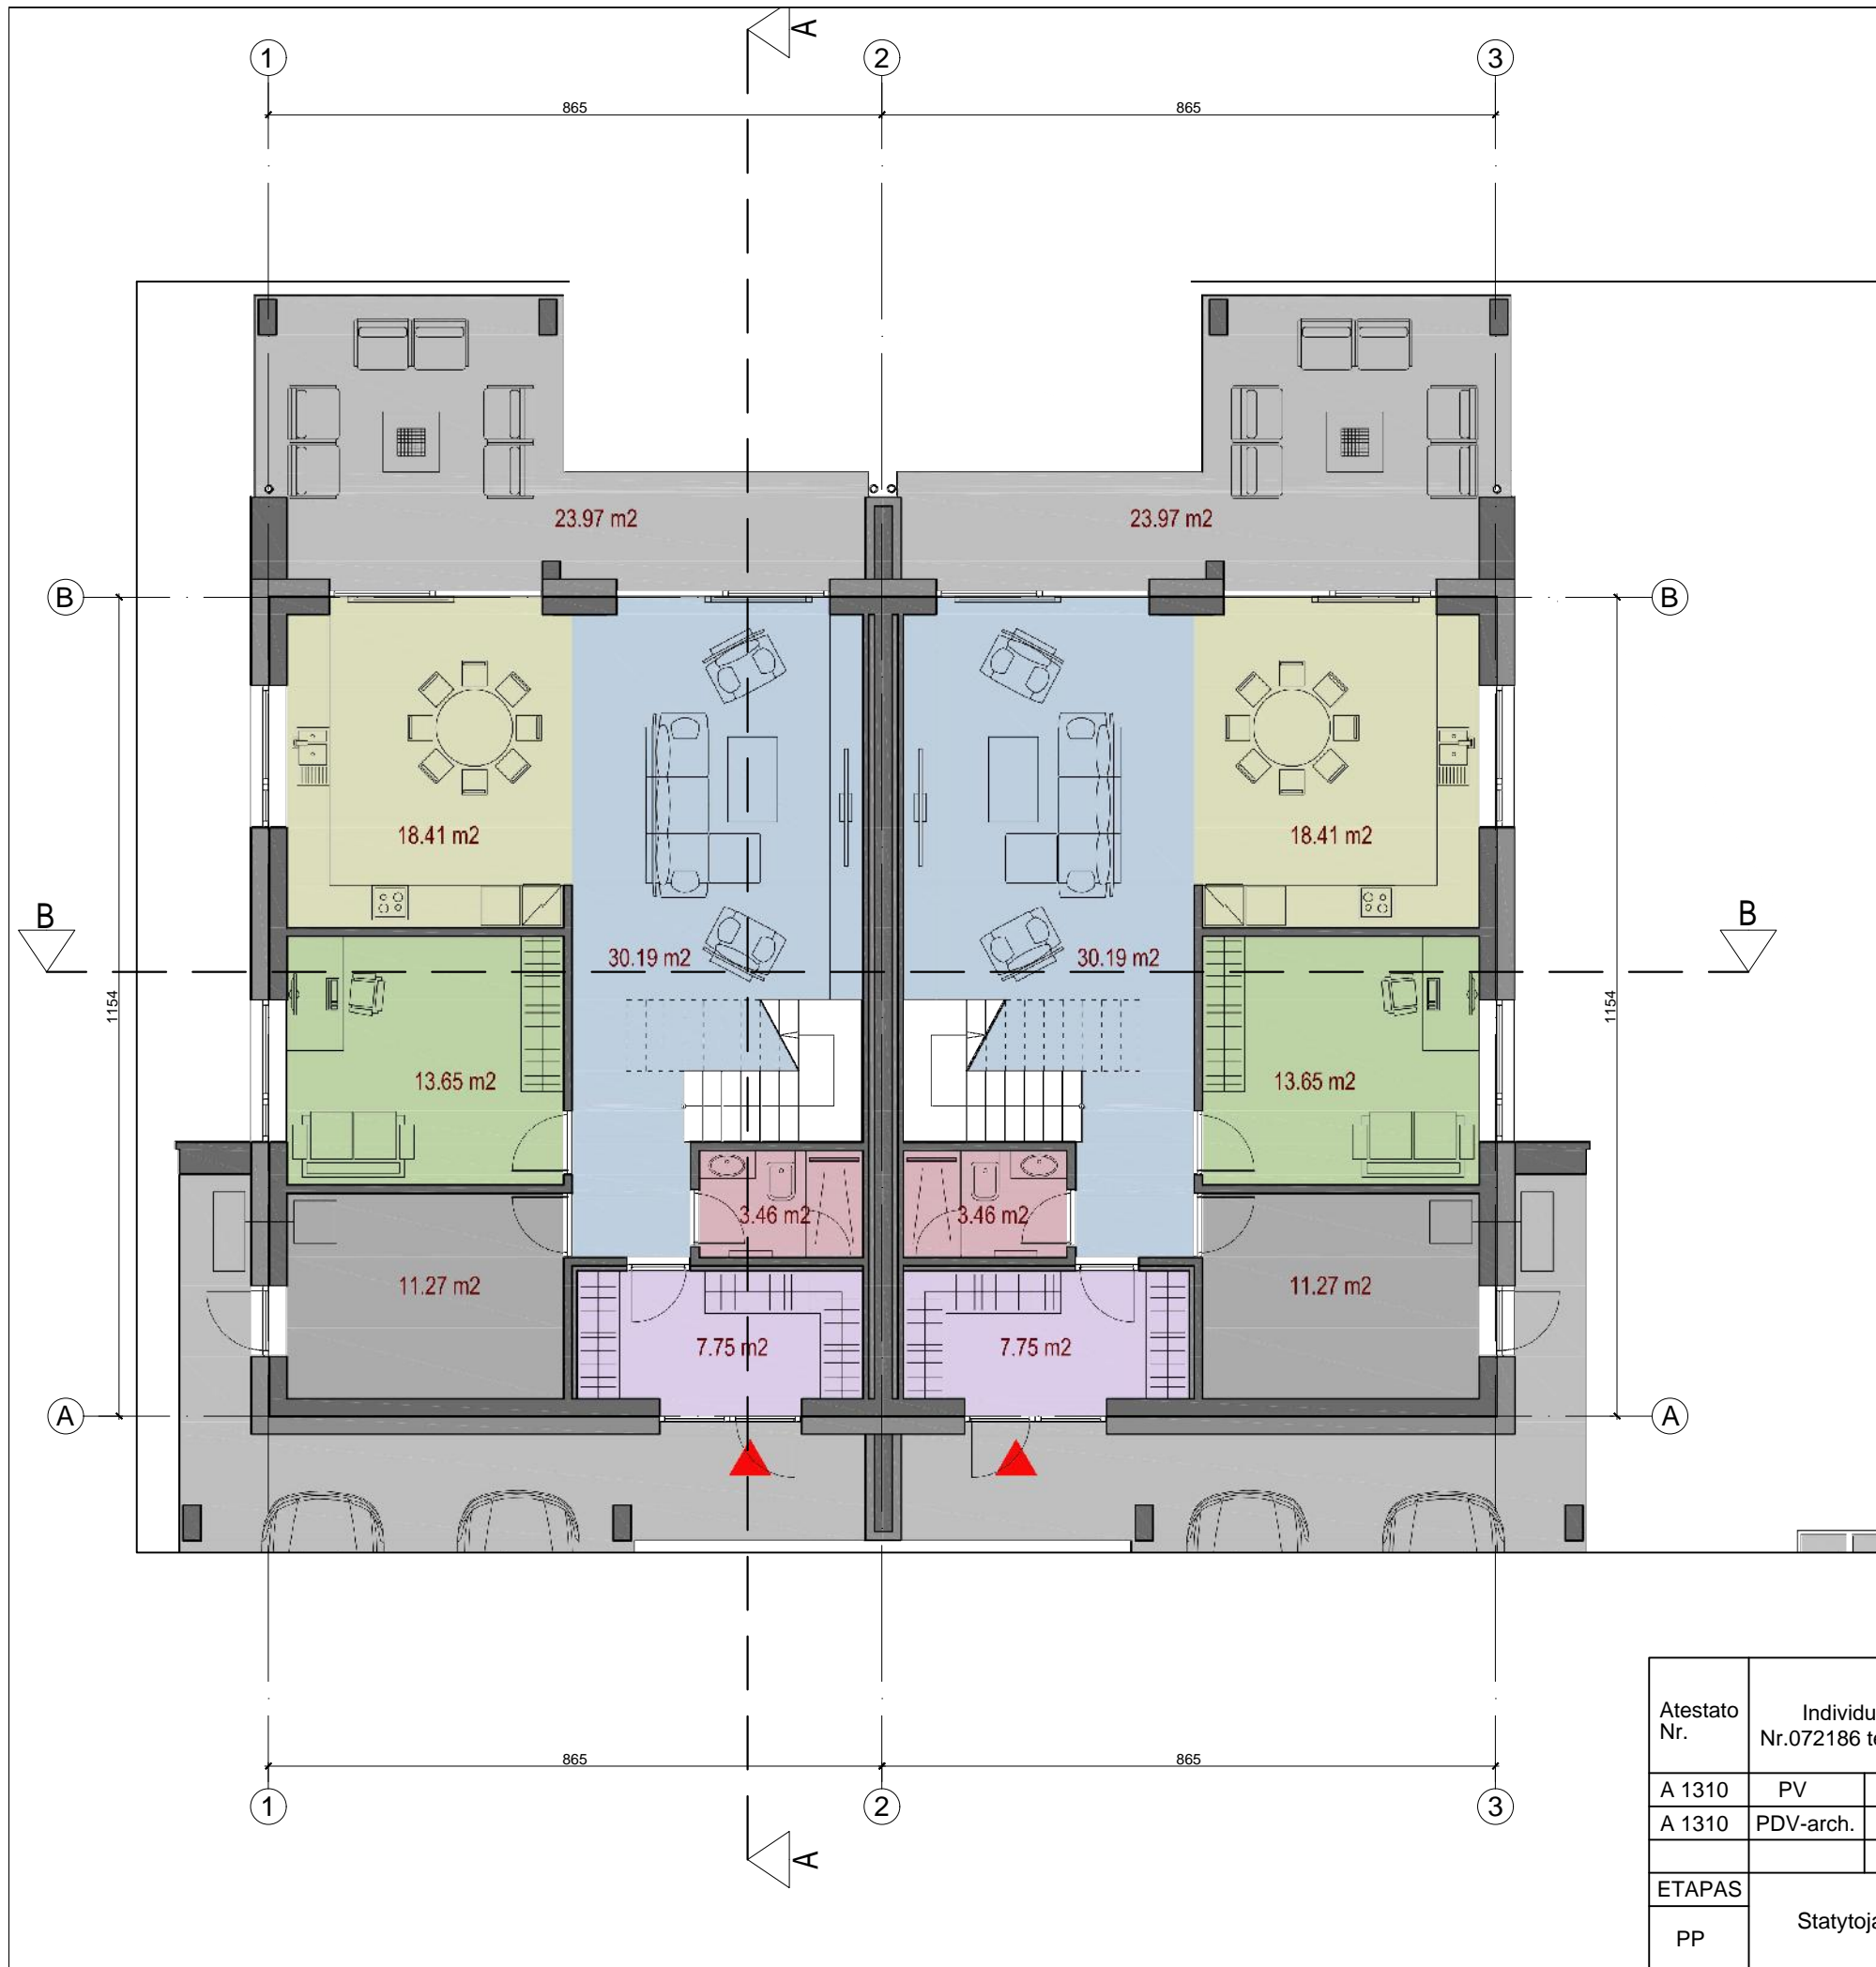 A
1 2 3
865 865
23.97 m2 23.97 m2
B B
18.41 m2 18.41 m2
B B
30.19 m2 30.19 m2
1154 1154
13.65 m2 13.65 m2
3.46 m2 3.46 m2
11.27 m2 11.27 m2
7.75 m2 7.75 m2
A A
865 865
1 2 3
A
Atestato
Nr.
Individu
Nr.072186 t
A 1310 PV
A 1310 PDV-arch.
ETAPAS
PP
Statytoja